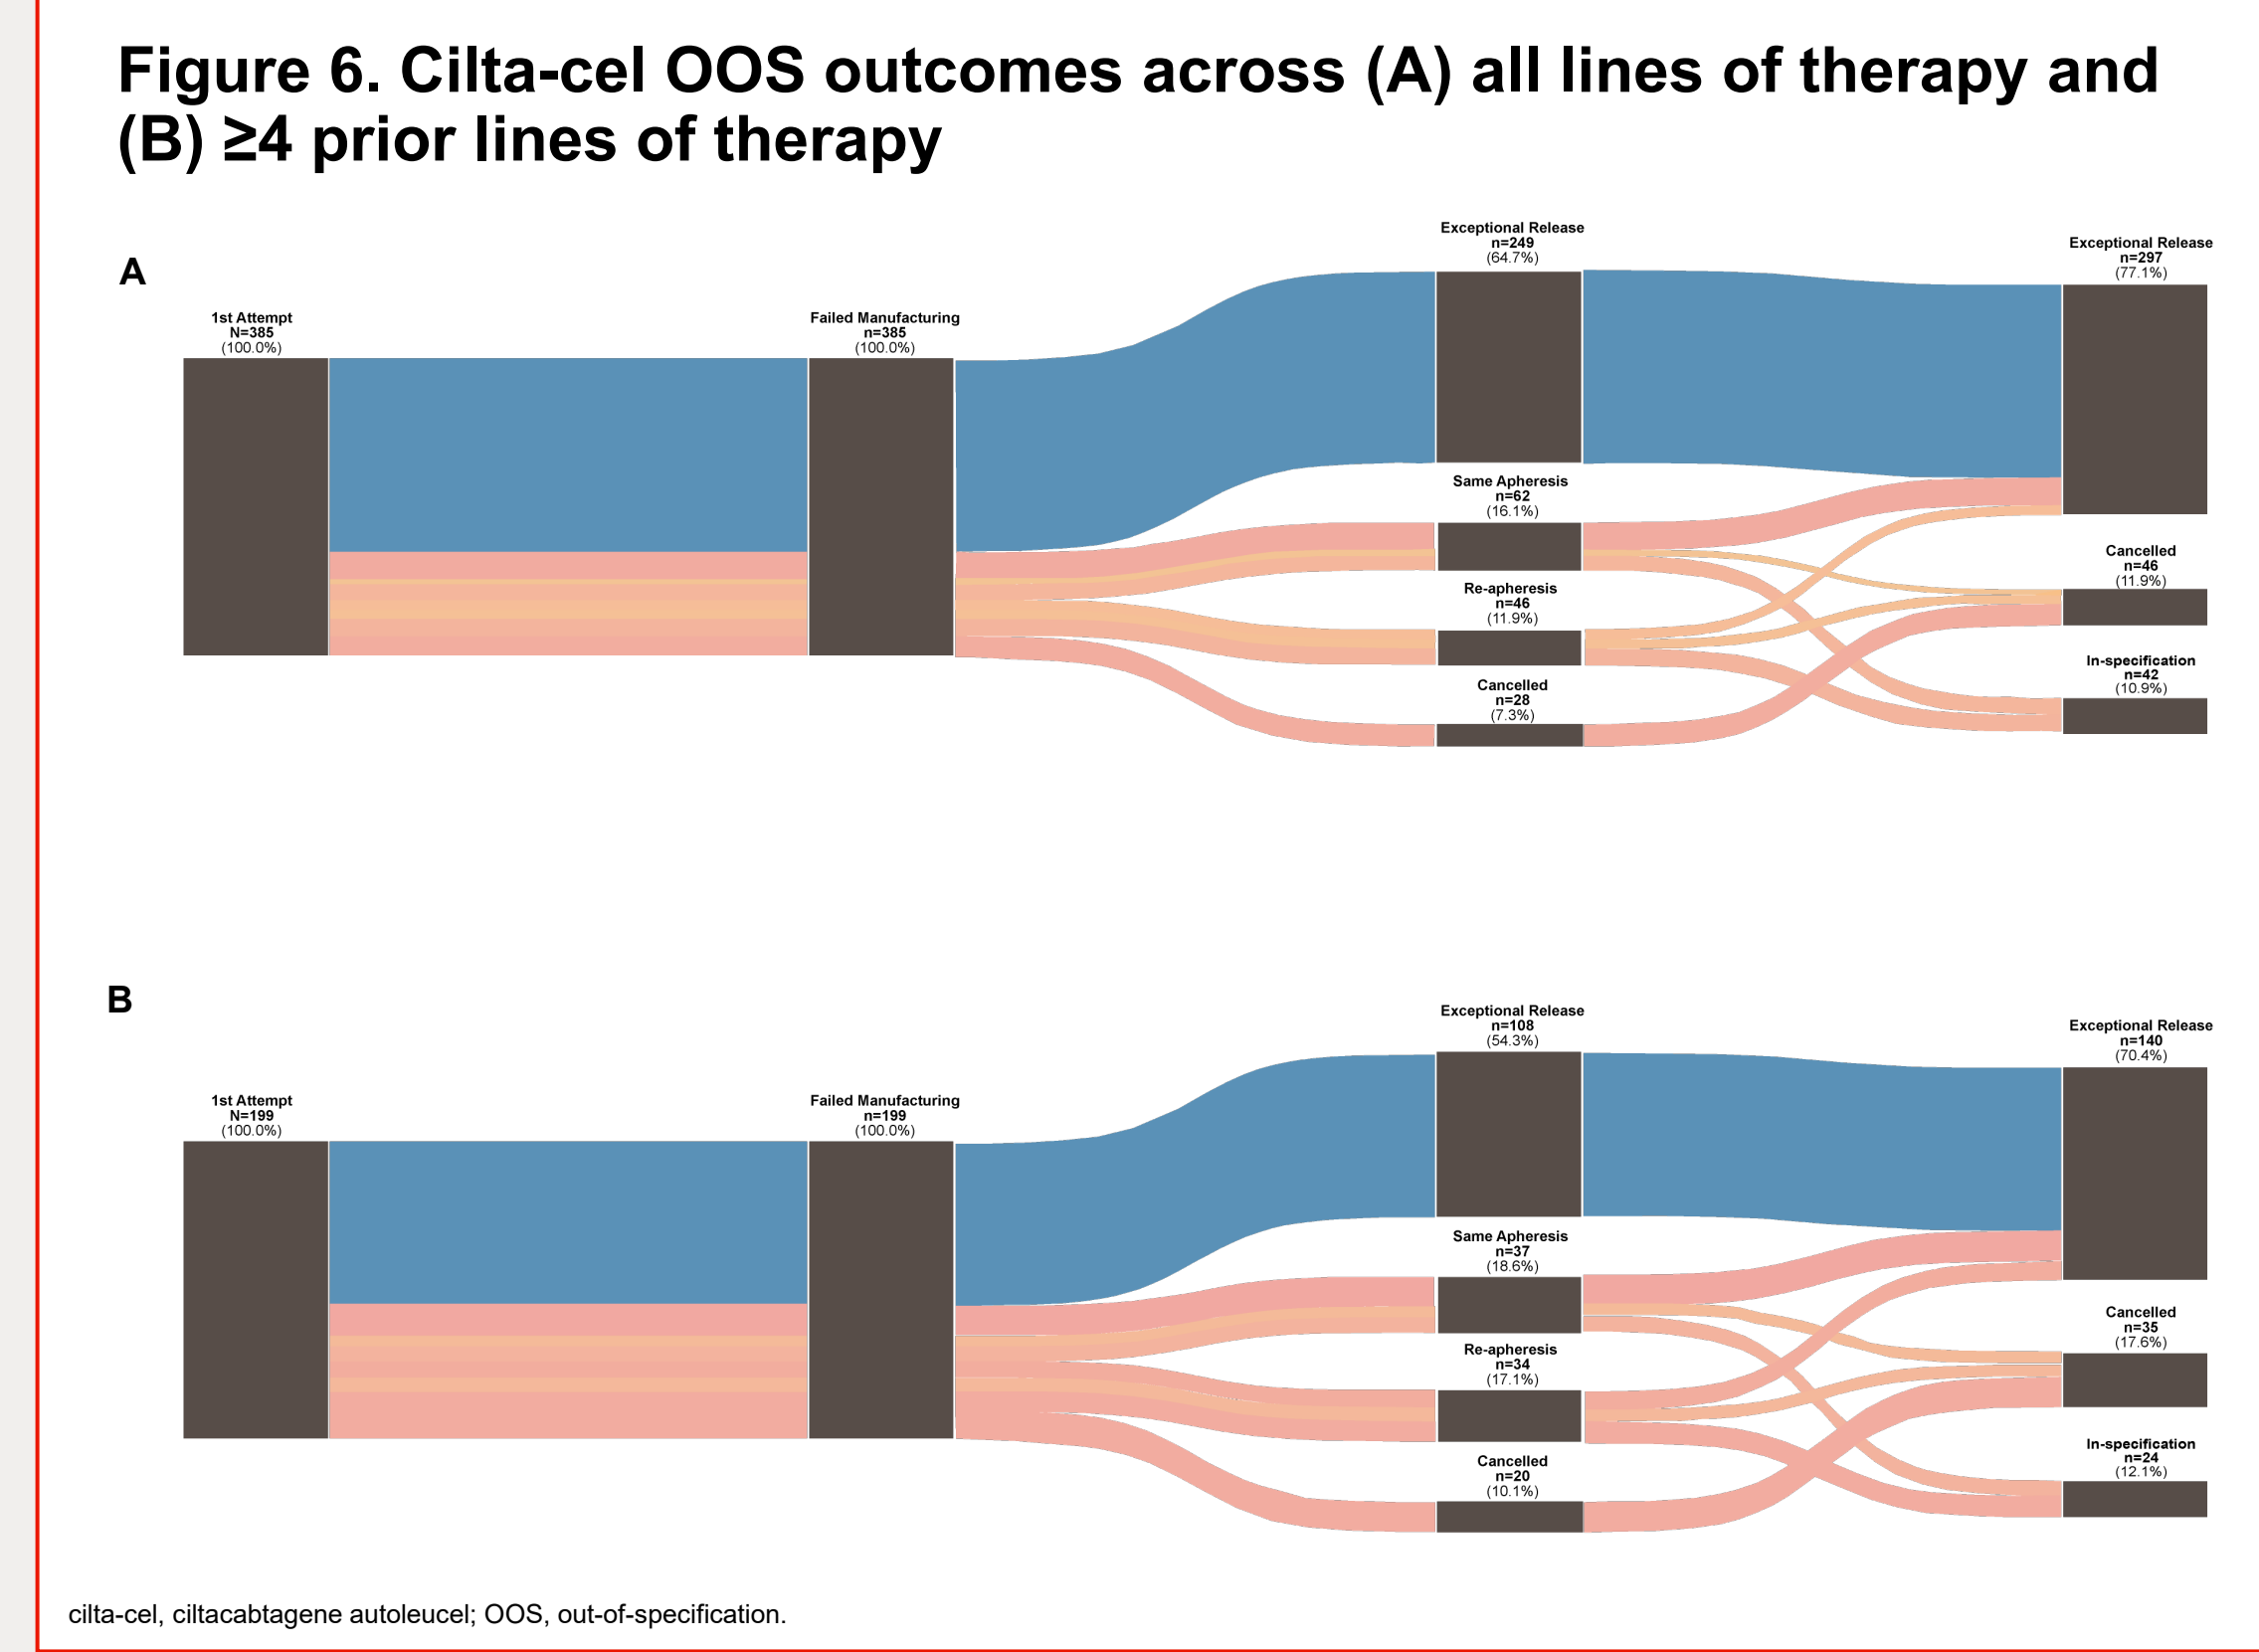 Figure 6. Cilta-cel OOS outcomes across (A) all lines of therapy and
(B) ≥4 prior lines of therapy
A
1st Attempt
N=385
(100.0%)
Failed Manufacturing
n=385
(100.0%)
Exceptional Release
n=249
(64.7%)
Same Apheresis
n=62
(16.1%)
Re-apheresis
n=46
(11.9%)
Cancelled
n=28
(7.3%)
Exceptional Release
n=297
(77.1%)
Cancelled
n=46
(11.9%)
In-specification
n=42
(10.9%)
B
1st Attempt
N=199
(100.0%)
Failed Manufacturing
n=199
(100.0%)
Exceptional Release
n=108
(54.3%)
Same Apheresis
n=37
(18.6%)
Re-apheresis
n=34
(17.1%)
Cancelled
n=20
(10.1%)
Exceptional Release
n=140
(70.4%)
Cancelled
n=35
(17.6%)
In-specification
n=24
(12.1%)
cilta-cel, ciltacabtagene autoleucel; OOS, out-of-specification.